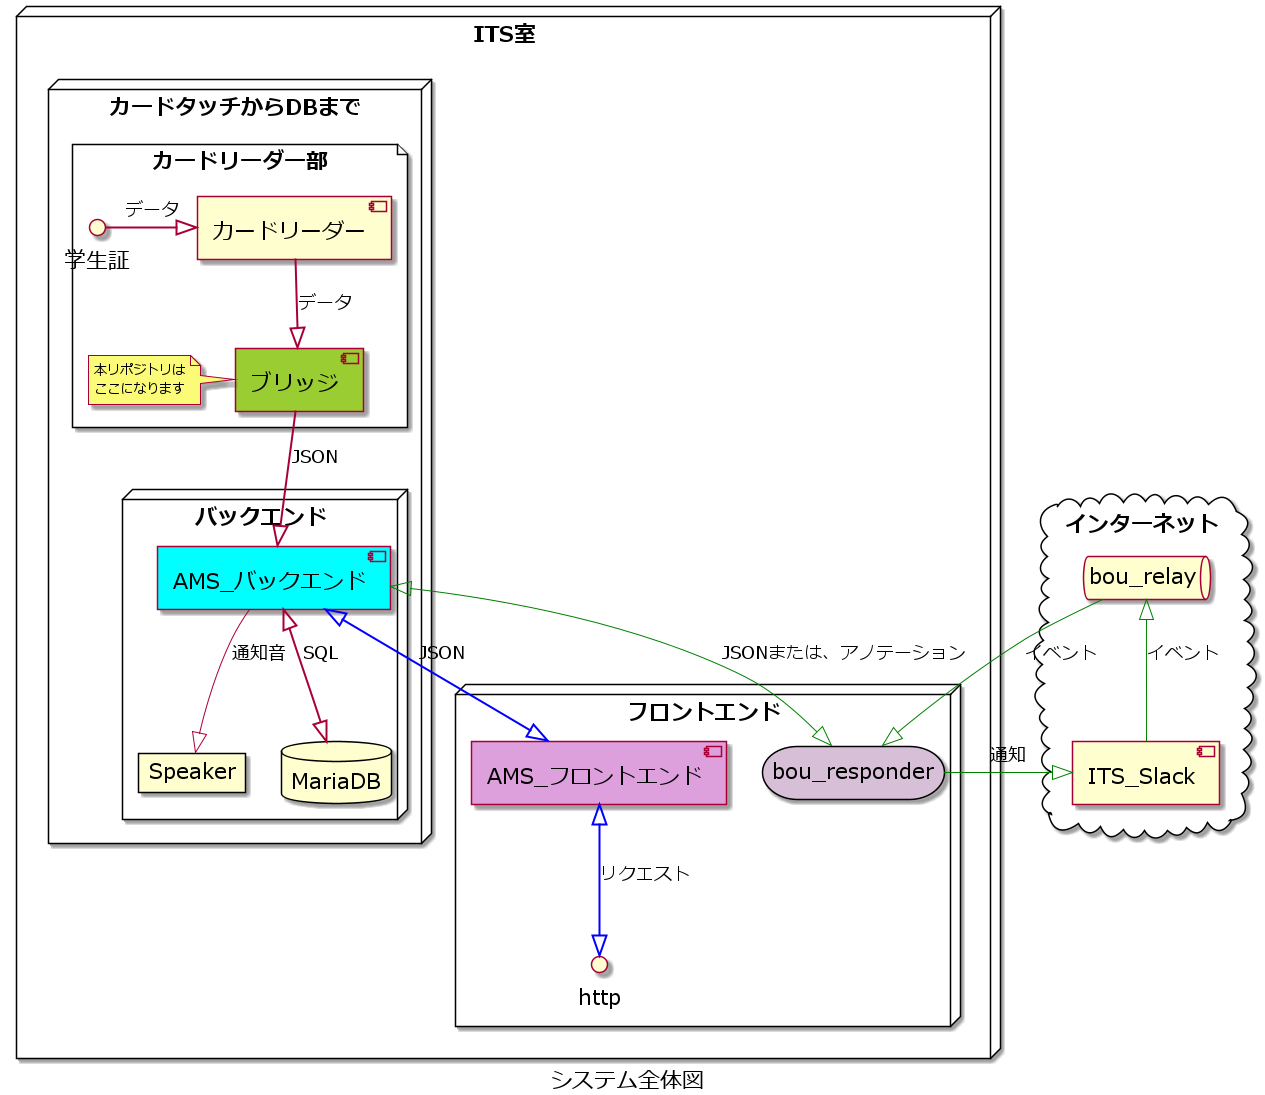 ITS室
カードタッチからDBまで
カードリーダー部
データ
カードリーダー
学生証
データ
本リポジトリは
ここになります
ブリッジ
JSON
バックエンド
AMS_バックエンド
通知音
SQL
JSON
JSONまたは、アノテーション
Speaker
MariaDB
フロントエンド
AMS_フロントエンド
bou_responder
リクエスト
http
インターネット
bou_relay
イベント
イベント
通知
ITS_Slack
システム全体図